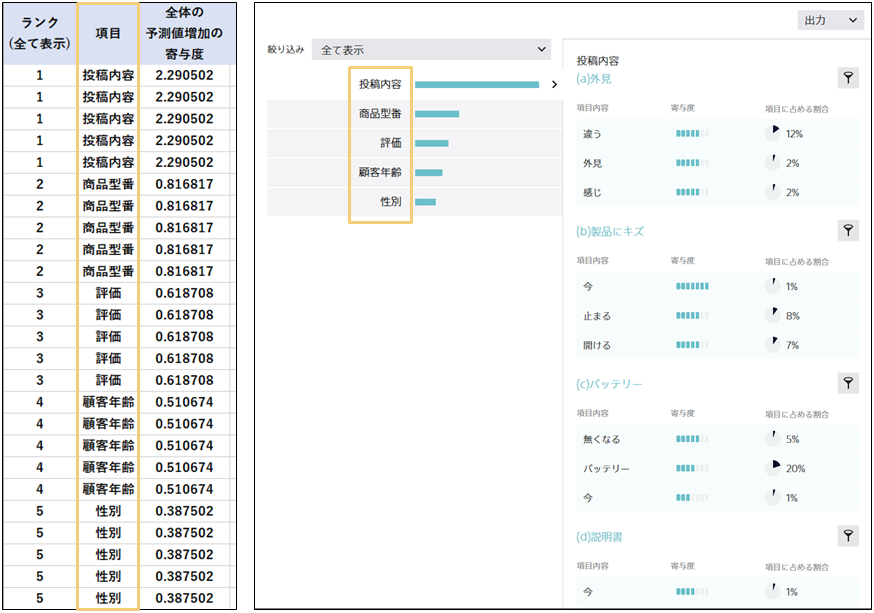 ランク
(全て表示)
項目
全体の
予測値増加の
寄与度
1 投稿内容 2.290502
1 投稿内容 2.290502
1 投稿内容 2.290502
1 投稿内容 2.290502
1 投稿内容 2.290502
2 商品型番 0.816817
2 商品型番 0.816817
2 商品型番 0.816817
2 商品型番 0.816817
2 商品型番 0.816817
3 評価 0.618708
3 評価 0.618708
3 評価 0.618708
3 評価 0.618708
3 評価 0.618708
4 顧客年齢 0.510674
4 顧客年齢 0.510674
4 顧客年齢 0.510674
4 顧客年齢 0.510674
4 顧客年齢 0.510674
5 性別 0.387502
5 性別 0.387502
5 性別 0.387502
5 性別 0.387502
5 性別 0.387502
出力
絞り込み 全て表示
投稿内容
商品型番
評価
顧客年齢
性別
投稿内容
(a)外見
項目内容 寄与度 項目に占める割合
違う 12%
外見 2%
感じ 2%
(b)製品にキズ
項目内容 寄与度 項目に占める割合
今 1%
止まる 8%
開ける 7%
(c)バッテリー
項目内容 寄与度 項目に占める割合
無くなる 5%
バッテリー 20%
今 1%
(d)説明書
項目内容 寄与度 項目に占める割合
今 1%